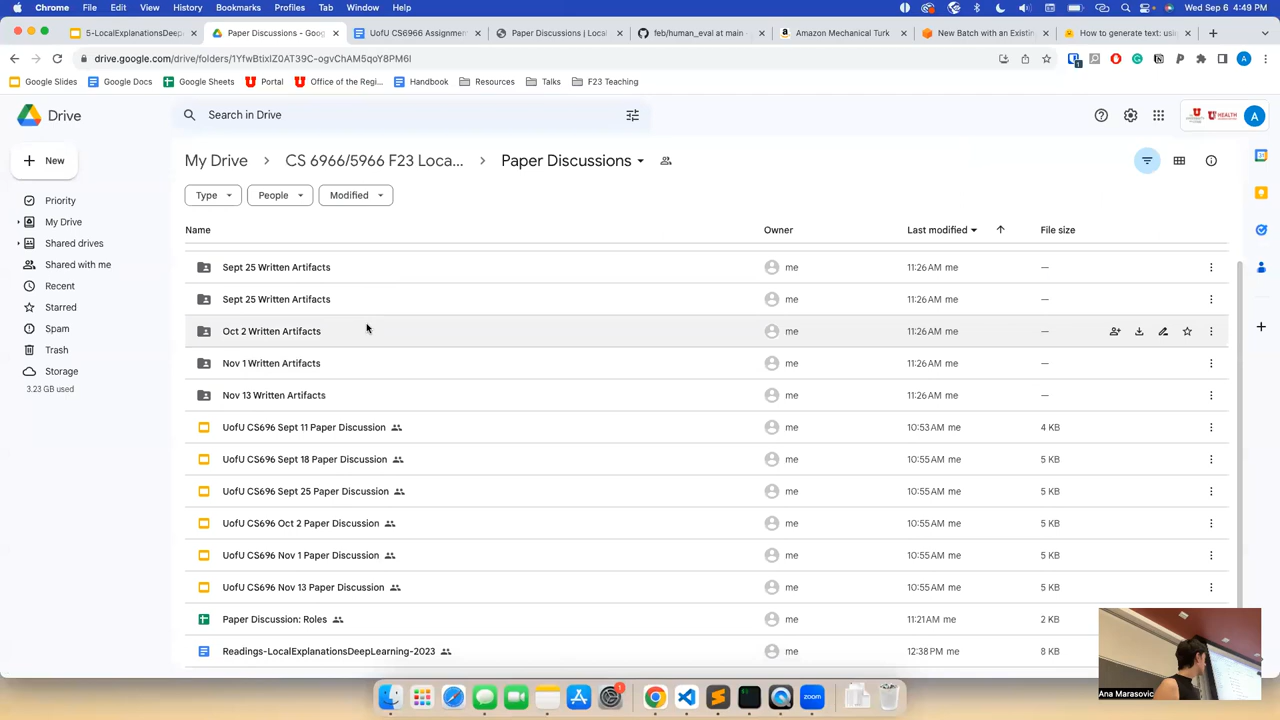 Chrome File Edit View History Bookmarks Profiles Tab Window Help Wed Sep 6 4:49 PM
5-LocalExplanationsDeepL Paper Discussions - Goog UofU CS6966 Assignment Paper Discussions | Local feb/human_eval at main - Amazon Mechanical Turk New Batch with an Existing How to generate text: usin
drive.google.com/drive/folders/1YfwBtixIZ0AT39C-ogvChAM5qoY8PM6l
Google Slides Google Docs Google Sheets Portal Office of the Regi... Handbook Resources Talks F23 Teaching
Drive Search in Drive
New
My Drive > CS 6966/5966 F23 Loca... > Paper Discussions
Type People Modified
Priority
My Drive
Shared drives
Shared with me
Recent
Starred
Spam
Trash
Storage
3.23 GB used
Name Owner Last modified File size
Sept 25 Written Artifacts me 11:26 AM me —
Sept 25 Written Artifacts me 11:26 AM me —
Oct 2 Written Artifacts me 11:26 AM me —
Nov 1 Written Artifacts me 11:26 AM me —
Nov 13 Written Artifacts me 11:26 AM me —
UofU CS696 Sept 11 Paper Discussion me 10:53 AM me 4 KB
UofU CS696 Sept 18 Paper Discussion me 10:55 AM me 5 KB
UofU CS696 Sept 25 Paper Discussion me 10:55 AM me 5 KB
UofU CS696 Oct 2 Paper Discussion me 10:55 AM me 5 KB
UofU CS696 Nov 1 Paper Discussion me 10:55 AM me 5 KB
UofU CS696 Nov 13 Paper Discussion me 10:55 AM me 5 KB
Paper Discussion: Roles me 11:21 AM me 2 KB
Readings-LocalExplanationsDeepLearning-2023 me 12:38 PM me 8 KB
Ana Marasovic
zoom